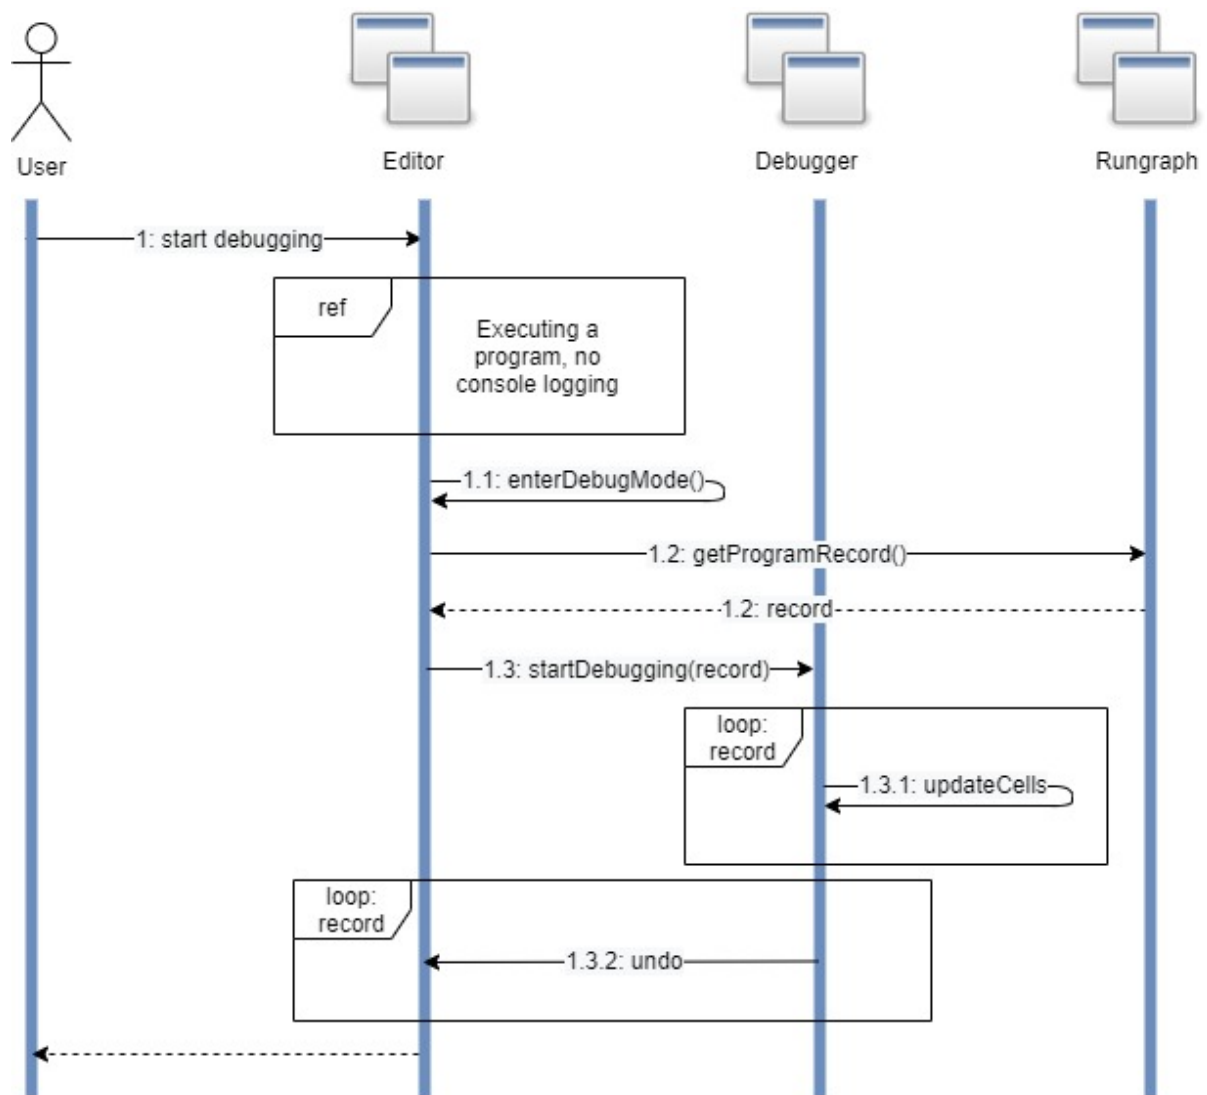 User
Editor
Debugger
Rungraph
1: start debugging
ref
Executing a
program, no
console logging
1.1: enterDebugMode()
1.2: getProgramRecord()
1.2: record
1.3: startDebugging(record)
loop:
record
1.3.1: updateCells
loop:
record
1.3.2: undo